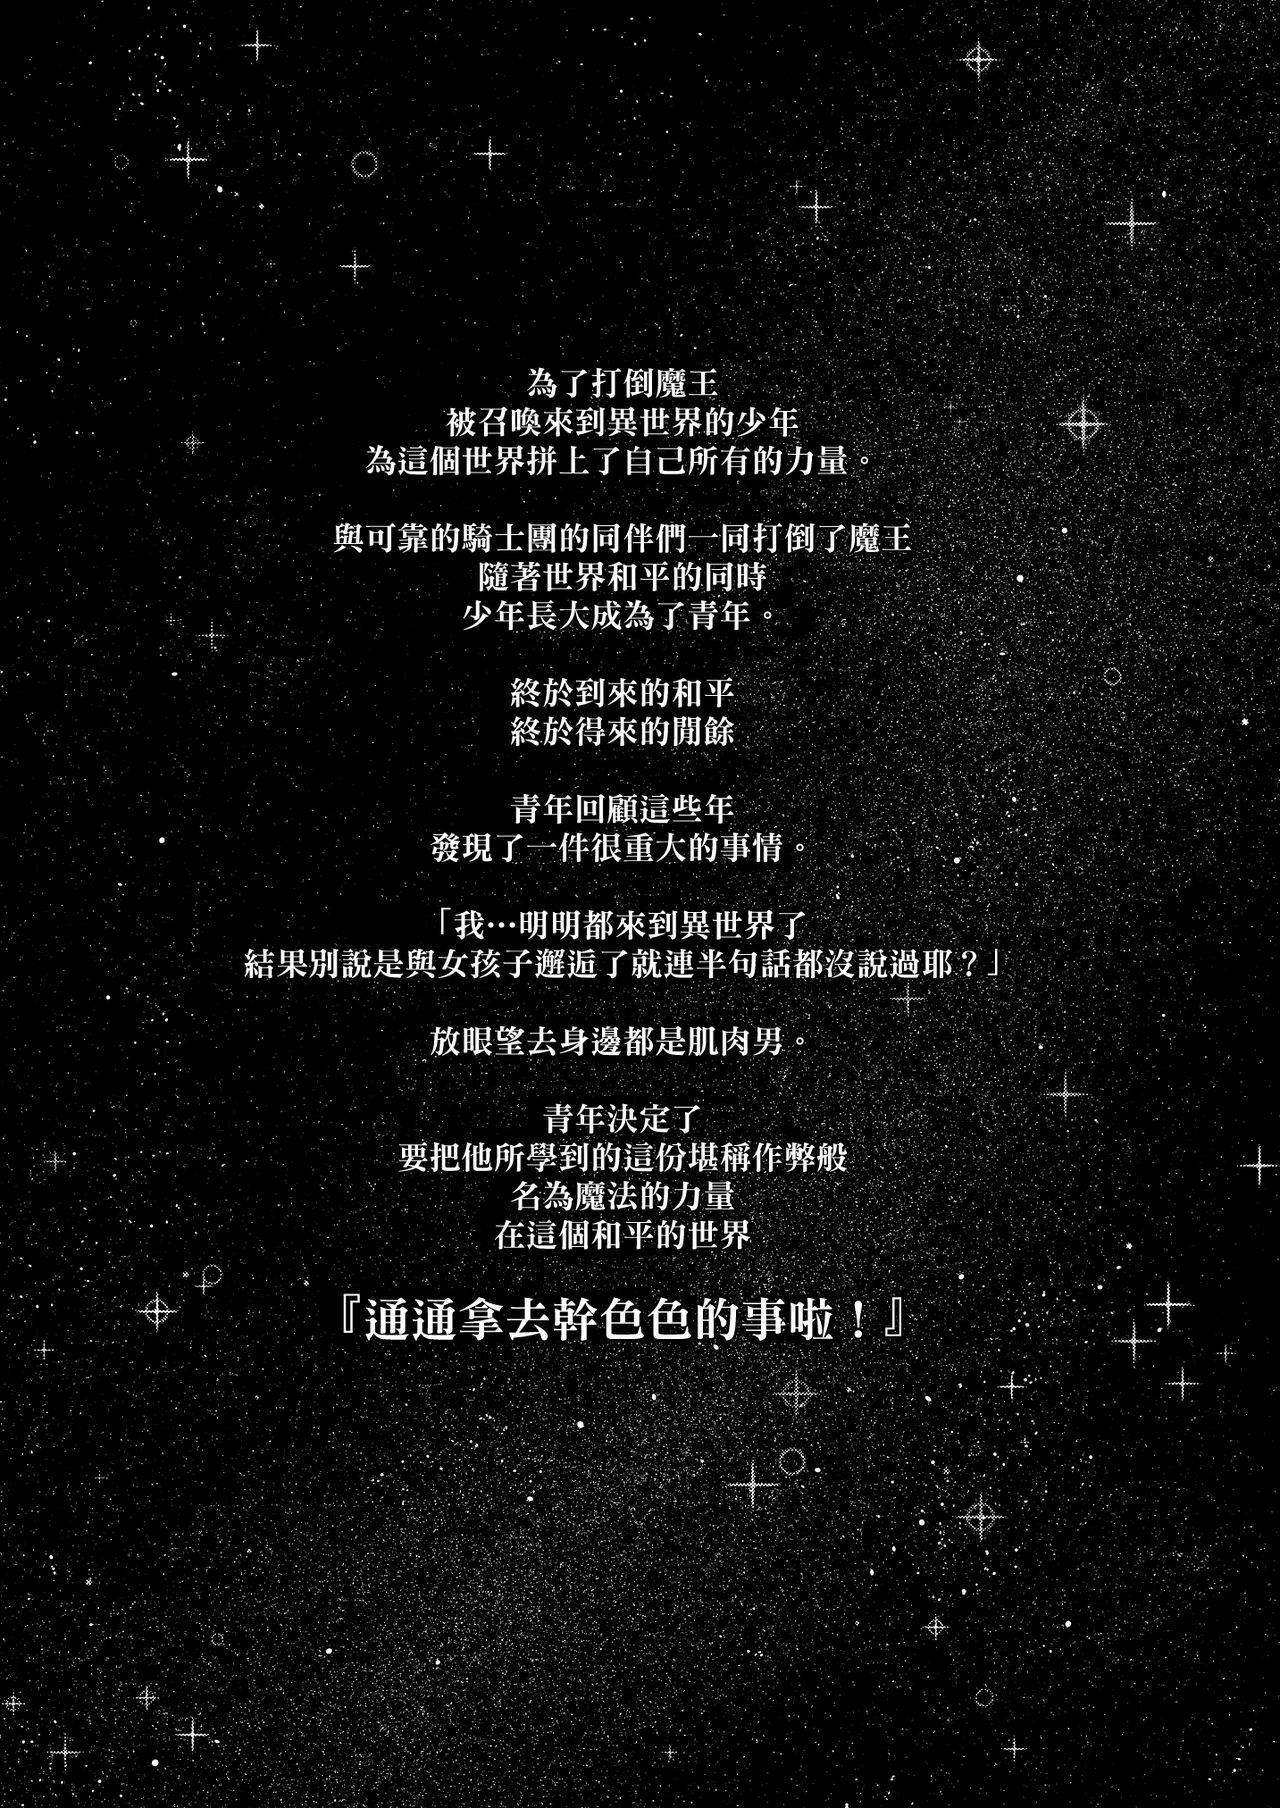 為了打倒魔王
被召喚來到異世界的少年
為這個世界拼上了自己所有的力量。
與可靠的騎士團的同伴們一同打倒了魔王
隨著世界和平的同時
少年長大成為了青年。
終於到來的和平
終於得來的閒餘
青年回顧這些年
發現了一件很重大的事情。
「我…明明都來到異世界了
結果別說是與女孩子邂逅了就連半句話都沒說過耶？」
放眼望去身邊都是肌肉男。
青年決定了
要把他所學到的這份堪稱作弊般
名為魔法的力量
在這個和平的世界
『通通拿去幹色色的事啦！』